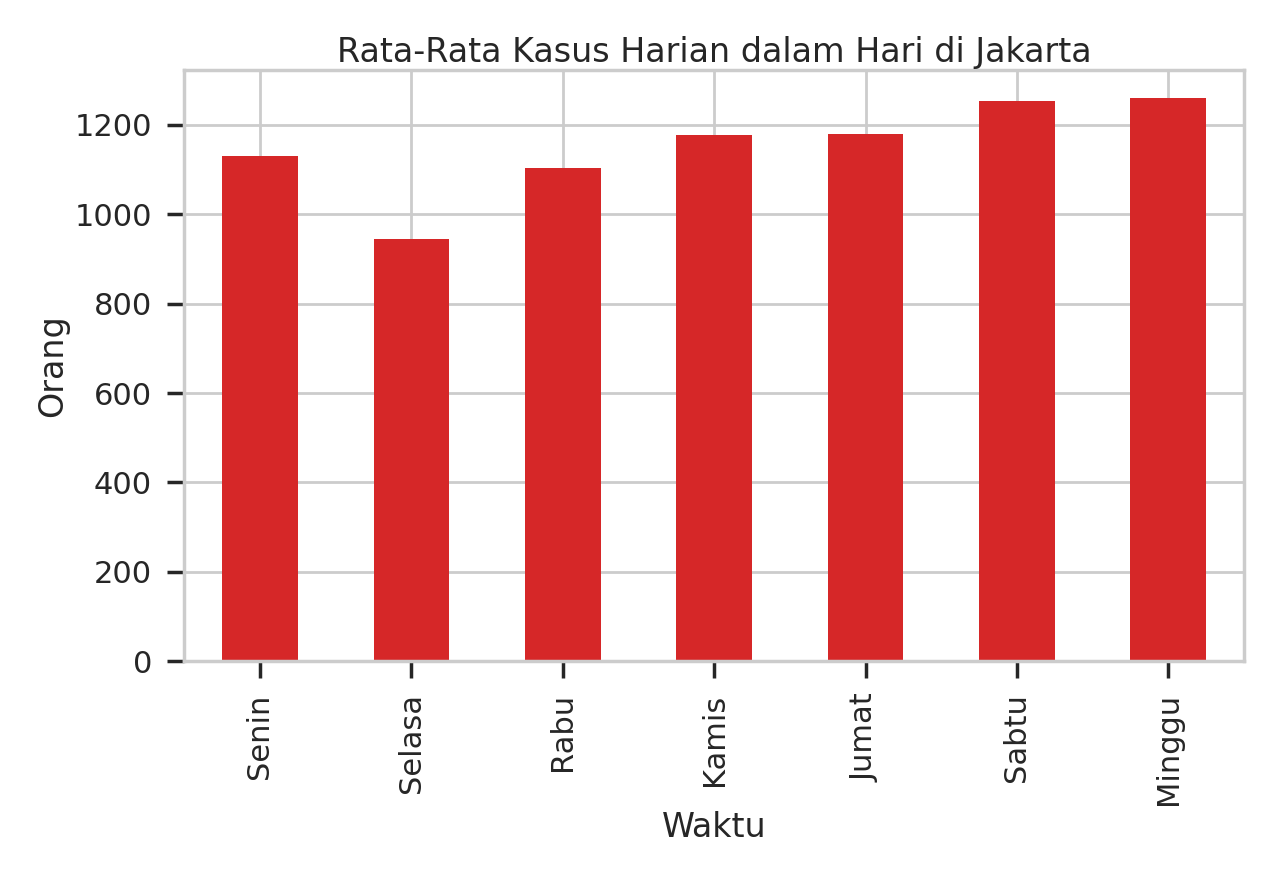 Rata-Rata Kasus Harian dalam Hari di Jakarta
Orang
1200
1000
800
600
400
200
0
Senin
Selasa
Rabu
Kamis
Jumat
Sabtu
Minggu
Waktu